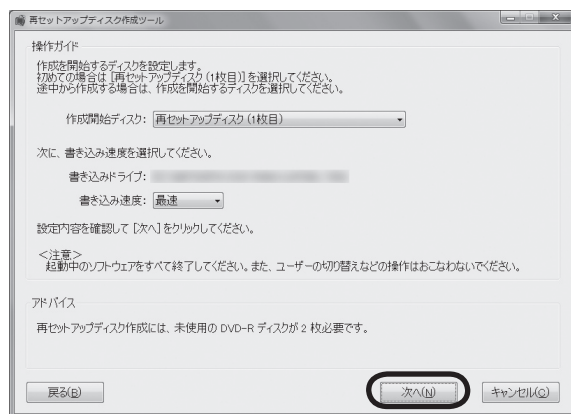 再セットアップディスク作成ツール
操作ガイド
作成を開始するディスクを設定します。
初めての場合は [再セットアップディスク (1枚目)] を選択してください。
途中から作成する場合は、作成を開始するディスクを選択してください。
作成開始ディスク: 再セットアップディスク (1枚目)
次に、書き込み速度を選択してください。
書き込みドライブ:
書き込み速度: 最速
設定内容を確認して [次へ] をクリックしてください。
<注意>
起動中のソフトウェアをすべて終了してください。また、ユーザーの切り替えなどの操作はおこなわないでください。
アドバイス
再セットアップディスク作成には、未使用の DVD-R ディスクが 2 枚必要です。
戻る(B) 次へ(N) キャンセル(C)